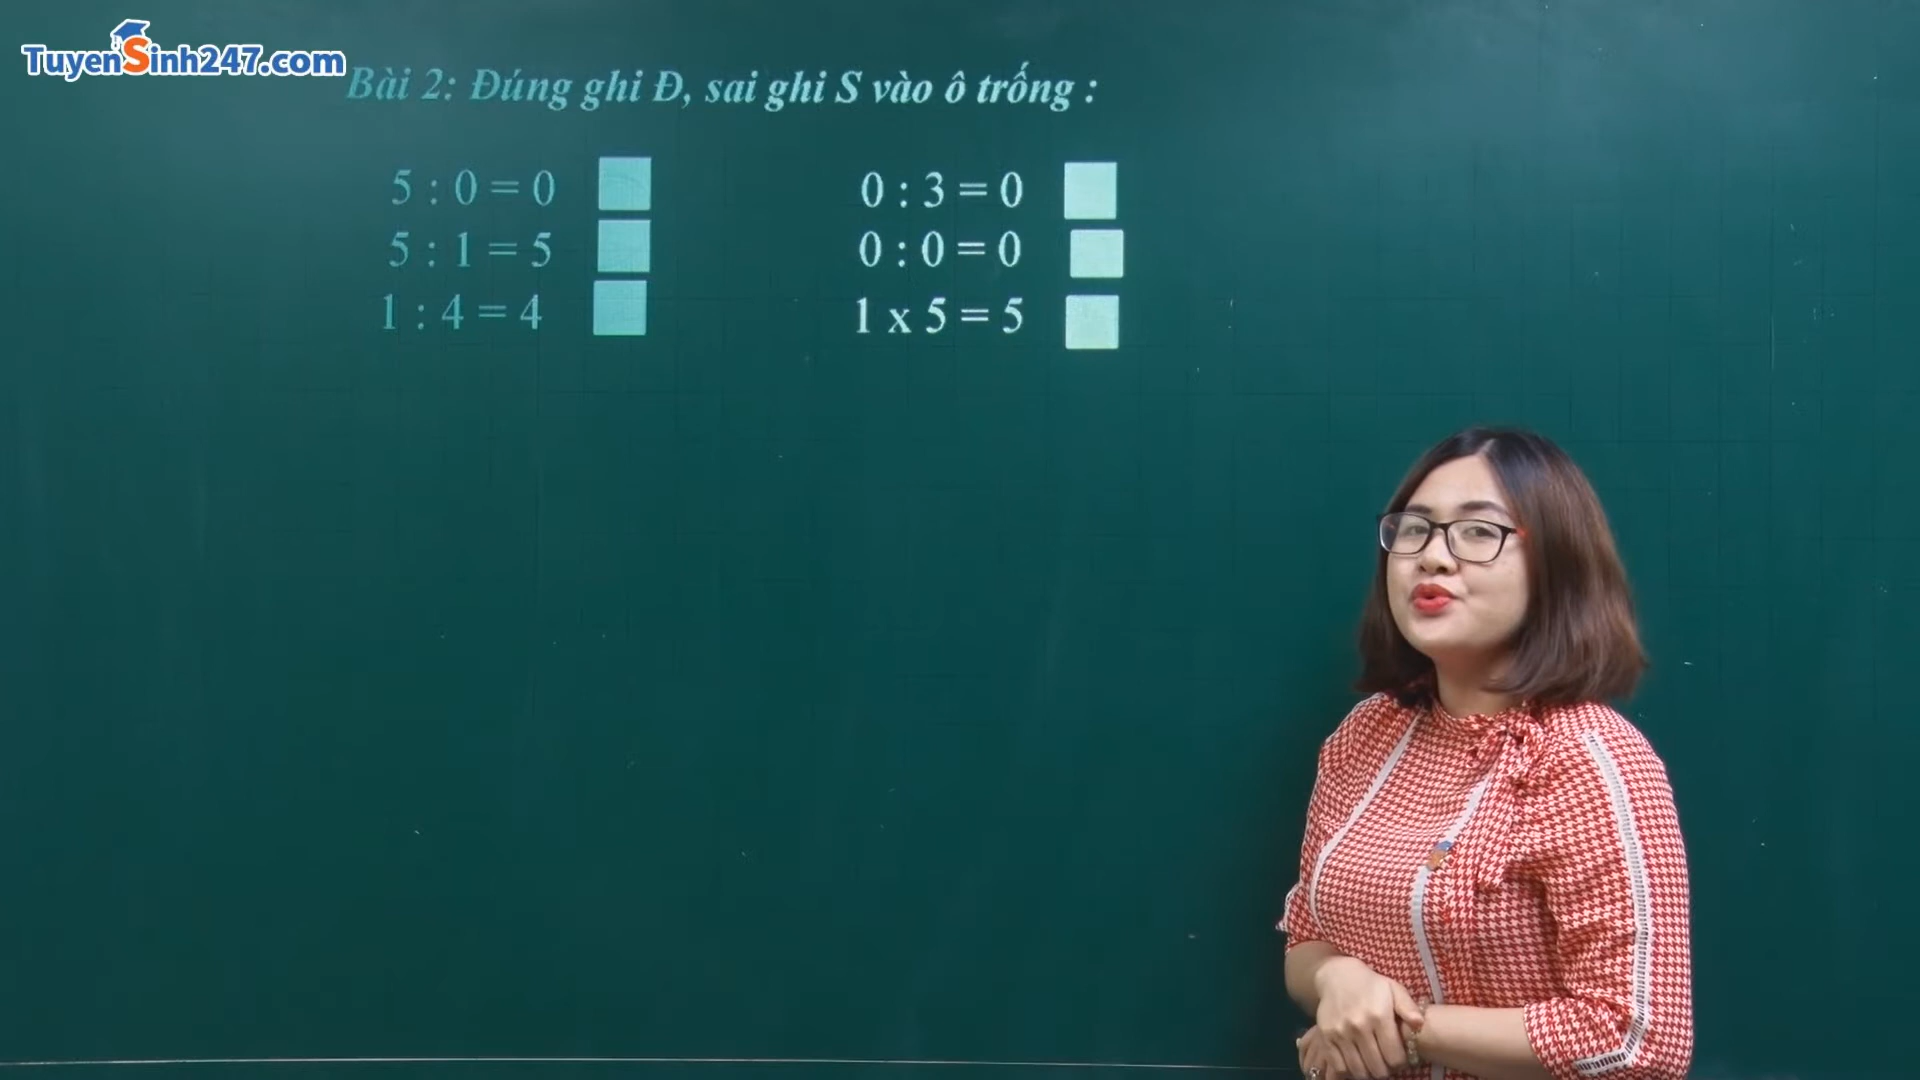 TuyenSinh247.com
Bài 2: Đúng ghi Đ, sai ghi S vào ô trống :
5 : 0 = 0
5 : 1 = 5
1 : 4 = 4
0 : 3 = 0
0 : 0 = 0
1 x 5 = 5